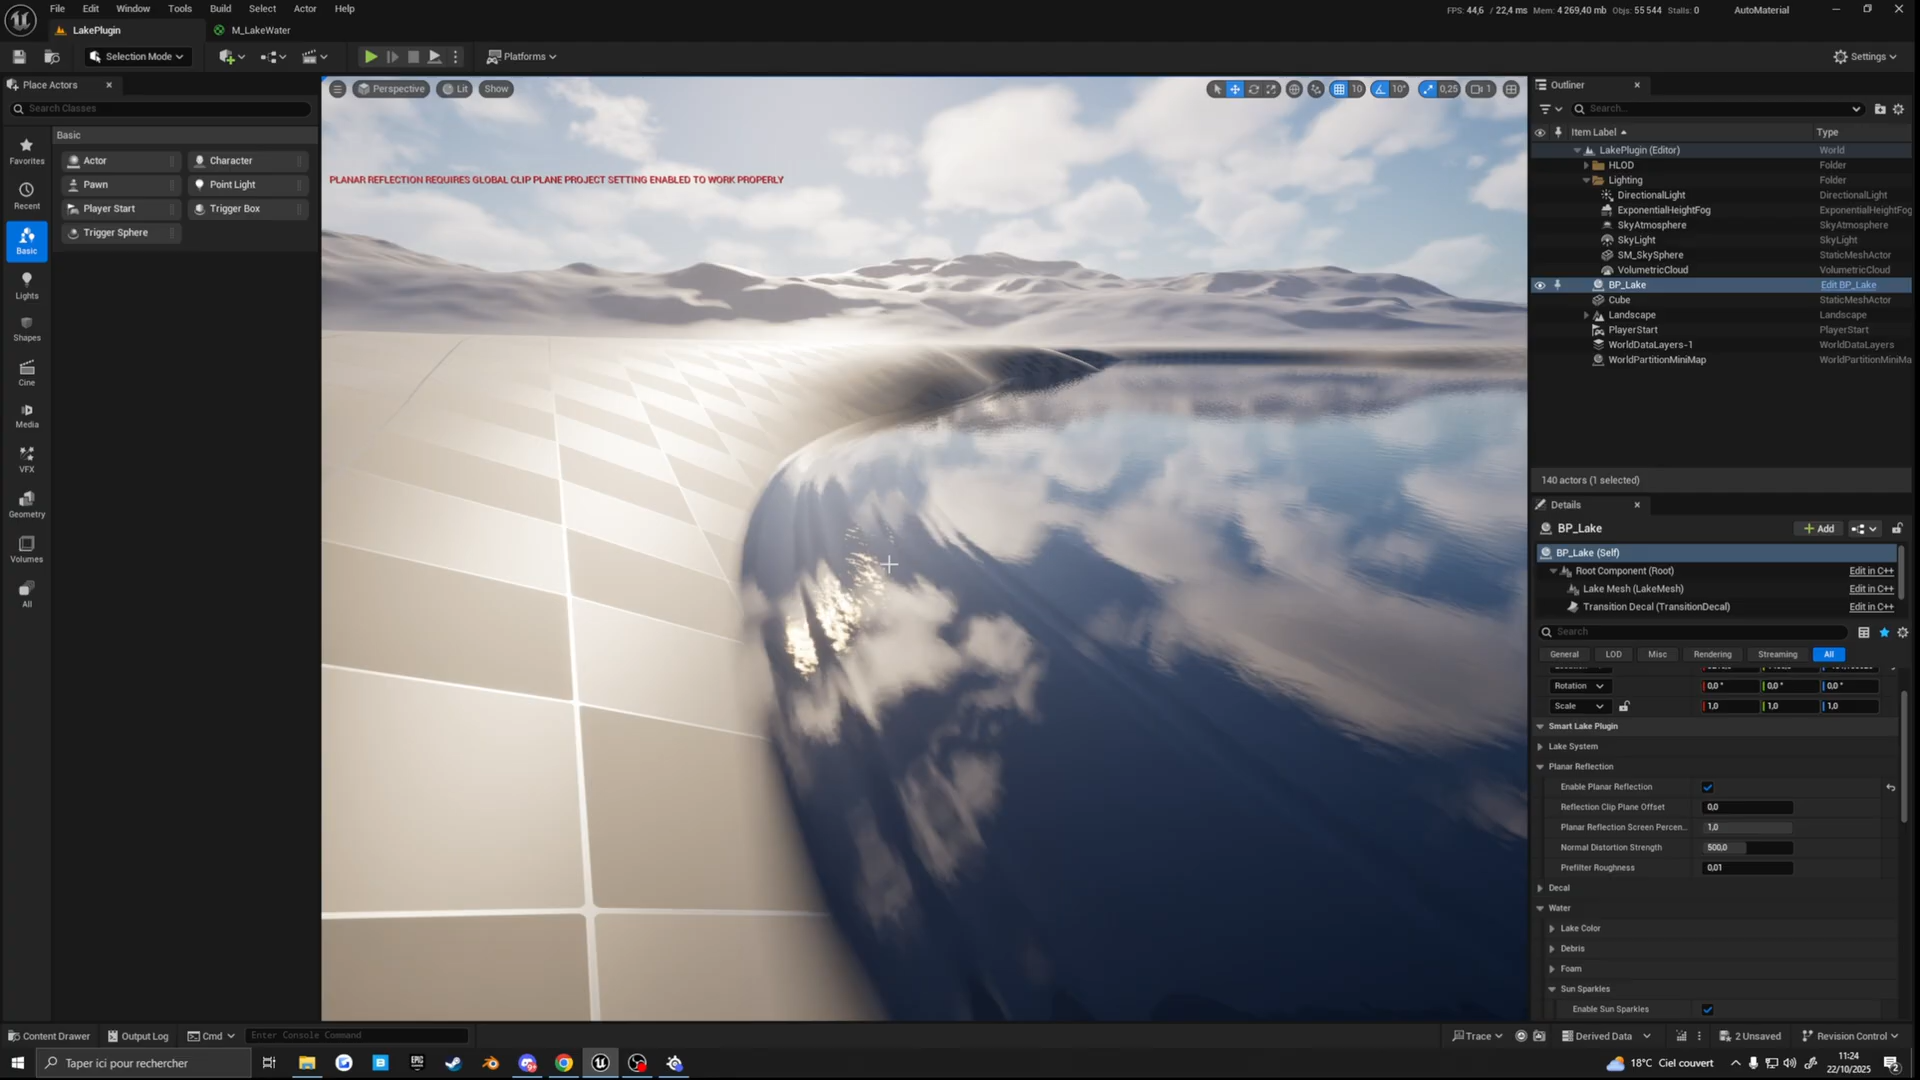 File Edit Window Tools Build Select Actor Help
FPS: 44,6 / 22,4 ms Mem: 4 269,40 mb Objs: 55 544 Stalls: 0 AutoMaterial
LakePlugin
M_LakeWater
Selection Mode
Platforms
Settings
Place Actors
Search Classes
Favorites
Recent
Basic
Lights
Shapes
Cine
Media
VFX
Geometry
Volumes
All
Basic
Actor
Character
Pawn
Point Light
Player Start
Trigger Box
Trigger Sphere
Perspective Lit Show
10 10° 0,25 1
PLANAR REFLECTION REQUIRES GLOBAL CLIP PLANE PROJECT SETTING ENABLED TO WORK PROPERLY
Outliner
Search...
Item Label Type
LakePlugin (Editor) World
HLOD Folder
Lighting Folder
DirectionalLight DirectionalLight
ExponentialHeightFog ExponentialHeightFog
SkyAtmosphere SkyAtmosphere
SkyLight SkyLight
SM_SkySphere StaticMeshActor
VolumetricCloud VolumetricCloud
BP_Lake Edit BP_Lake
Cube StaticMeshActor
Landscape Landscape
PlayerStart PlayerStart
WorldDataLayers-1 WorldDataLayers
WorldPartitionMiniMap WorldPartitionMiniMa
140 actors (1 selected)
Details
BP_Lake
Add
BP_Lake (Self)
Root Component (Root) Edit in C++
Lake Mesh (LakeMesh) Edit in C++
Transition Decal (TransitionDecal) Edit in C++
Search
General LOD Misc Rendering Streaming All
Rotation 0,0 ° 0,0 ° 0,0 °
Scale 1,0 1,0 1,0
Smart Lake Plugin
Lake System
Planar Reflection
Enable Planar Reflection
Reflection Clip Plane Offset 0,0
Planar Reflection Screen Percen... 1,0
Normal Distortion Strength 500,0
Prefilter Roughness 0,01
Decal
Water
Lake Color
Debris
Foam
Sun Sparkles
Enable Sun Sparkles
Content Drawer Output Log Cmd Enter Console Command
Trace Derived Data 2 Unsaved Revision Control
Taper ici pour rechercher
18°C Ciel couvert
11:24
22/10/2025